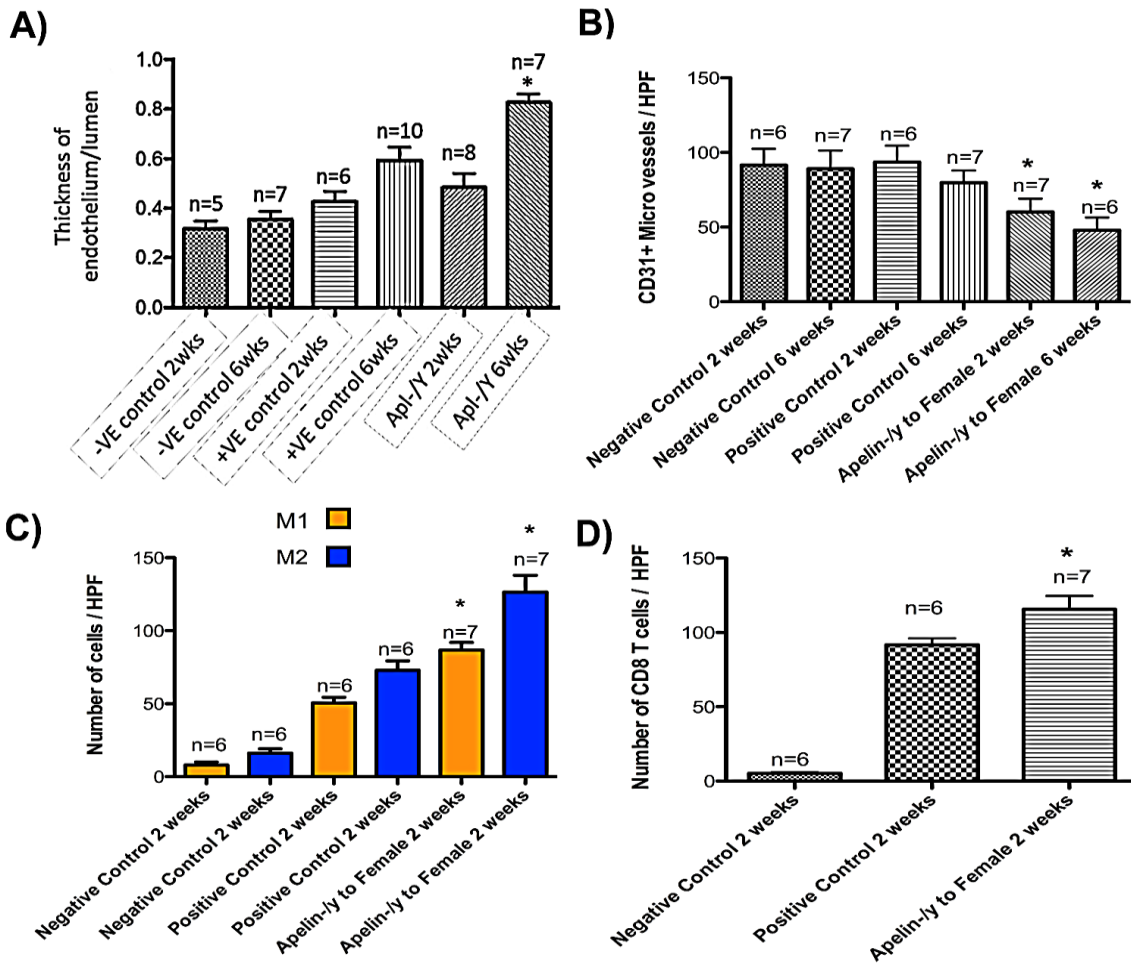 A)
Thickness of
endothelium/lumen
1.0
0.8
0.6
0.4
0.2
0.0
n=5
n=7
n=6
n=10
n=8
n=7
*
-VE control 2wks
-VE control 6wks
+VE control 2wks
+VE control 6wks
Apl-/Y 2wks
Apl-/Y 6wks
B)
CD31+ Micro vessels / HPF
150
100
50
0
n=6
n=7
n=6
n=7
*
n=7
*
n=6
Negative Control 2 weeks
Negative Control 6 weeks
Positive Control 2 weeks
Positive Control 6 weeks
Apelin-/y to Female 2 weeks
Apelin-/y to Female 6 weeks
C)
M1
M2
Number of cells / HPF
150
100
50
0
n=6
n=6
n=6
n=6
*
n=7
*
n=7
Negative Control 2 weeks
Negative Control 2 weeks
Positive Control 2 weeks
Positive Control 2 weeks
Apelin-/y to Female 2 weeks
Apelin-/y to Female 2 weeks
D)
Number of CD8 T cells / HPF
150
100
50
0
n=6
n=6
*
n=7
Negative Control 2 weeks
Positive Control 2 weeks
Apelin-/y to Female 2 weeks